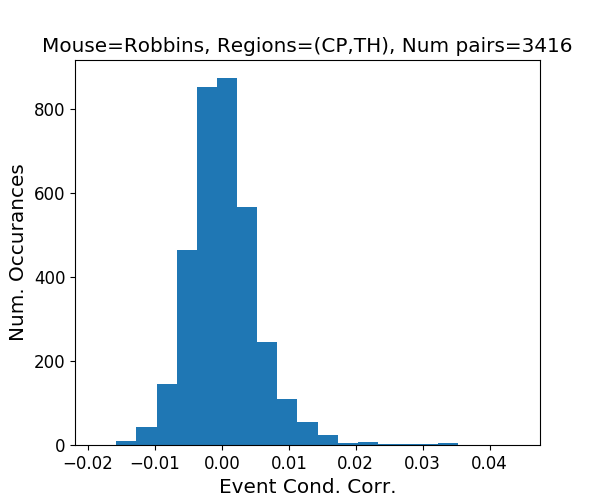 Mouse=Robbins, Regions=(CP,TH), Num pairs=3416
Num. Occurances
800
600
400
200
0
−0.02 −0.01 0.00 0.01 0.02 0.03 0.04
Event Cond. Corr.